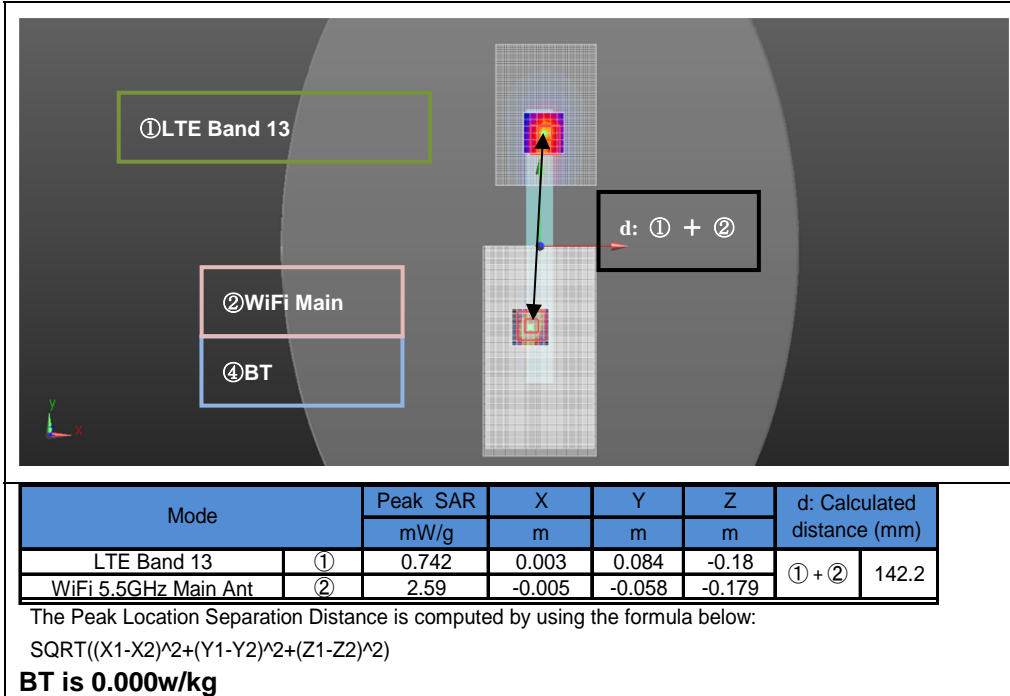 ①LTE Band 13
d: ① + ②
②WiFi Main
④BT
y
x
Mode Peak SAR X Y Z d: Calculated distance (mm)
mW/g m m m
LTE Band 13 ① 0.742 0.003 0.084 -0.18 ① + ② 142.2
WiFi 5.5GHz Main Ant ② 2.59 -0.005 -0.058 -0.179
The Peak Location Separation Distance is computed by using the formula below:
SQRT((X1-X2)^2+(Y1-Y2)^2+(Z1-Z2)^2)
BT is 0.000w/kg